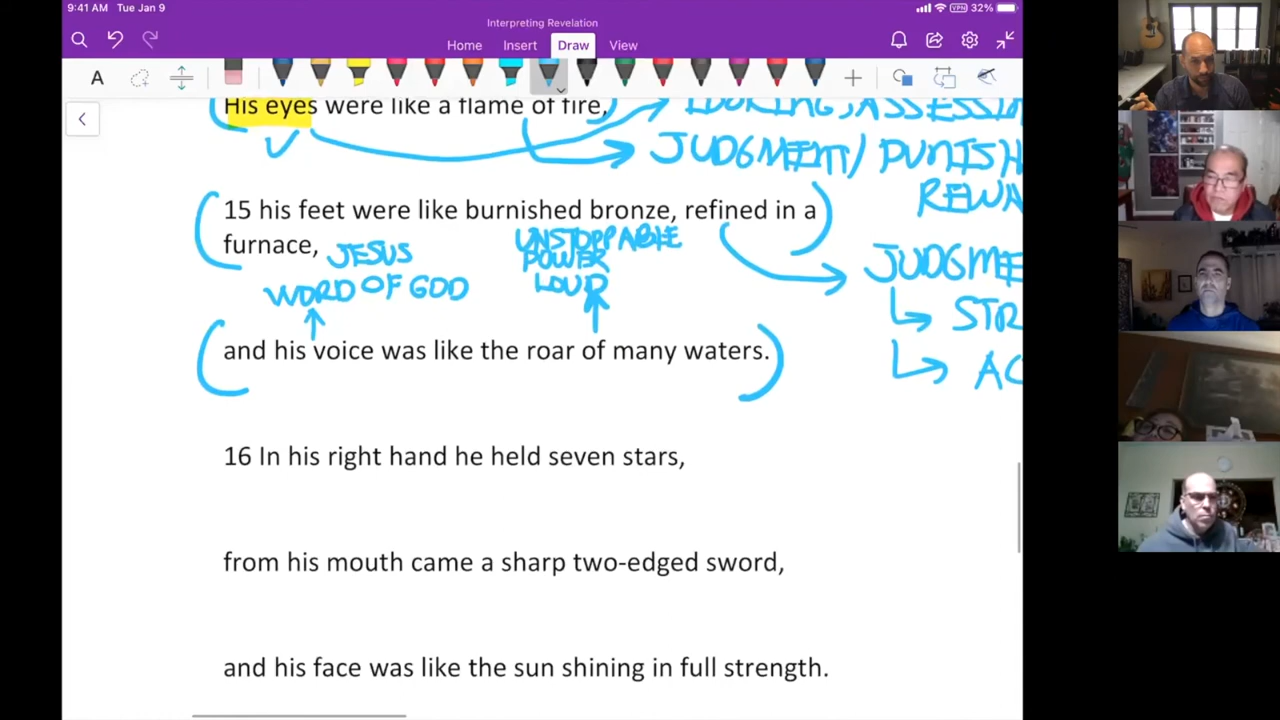 9:41 AM Tue Jan 9
VPN 32%
Interpreting Revelation
Home Insert Draw View
A
His eyes were like a flame of fire,
LOOKING, ASSESSIN
JUDGMENT / PUNISH
REWA
15 his feet were like burnished bronze, refined in a
furnace,
JESUS
WORD OF GOD
UNSTOPPABLE
POWER
LOUD
JUDGME
STR
AC
and his voice was like the roar of many waters.
16 In his right hand he held seven stars,
from his mouth came a sharp two-edged sword,
and his face was like the sun shining in full strength.